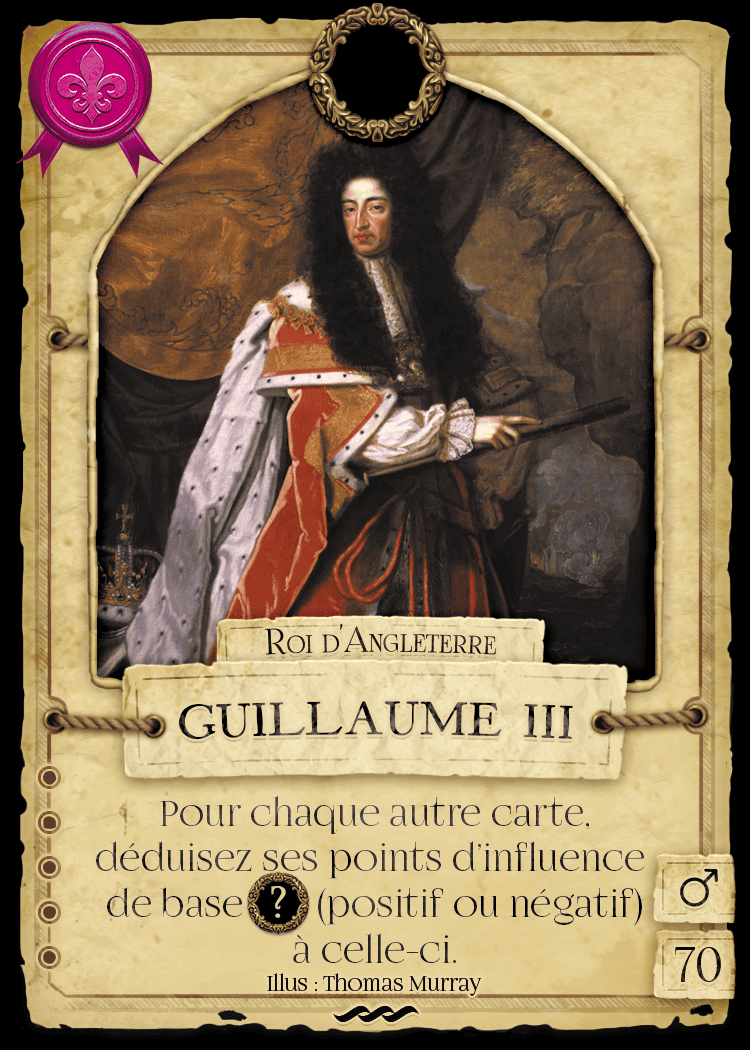 Roi d'Angleterre
GUILLAUME III
Pour chaque autre carte,
déduisez ses points d'influence
de base ? (positif ou négatif)
à celle-ci.
Illus : Thomas Murray
♂
70